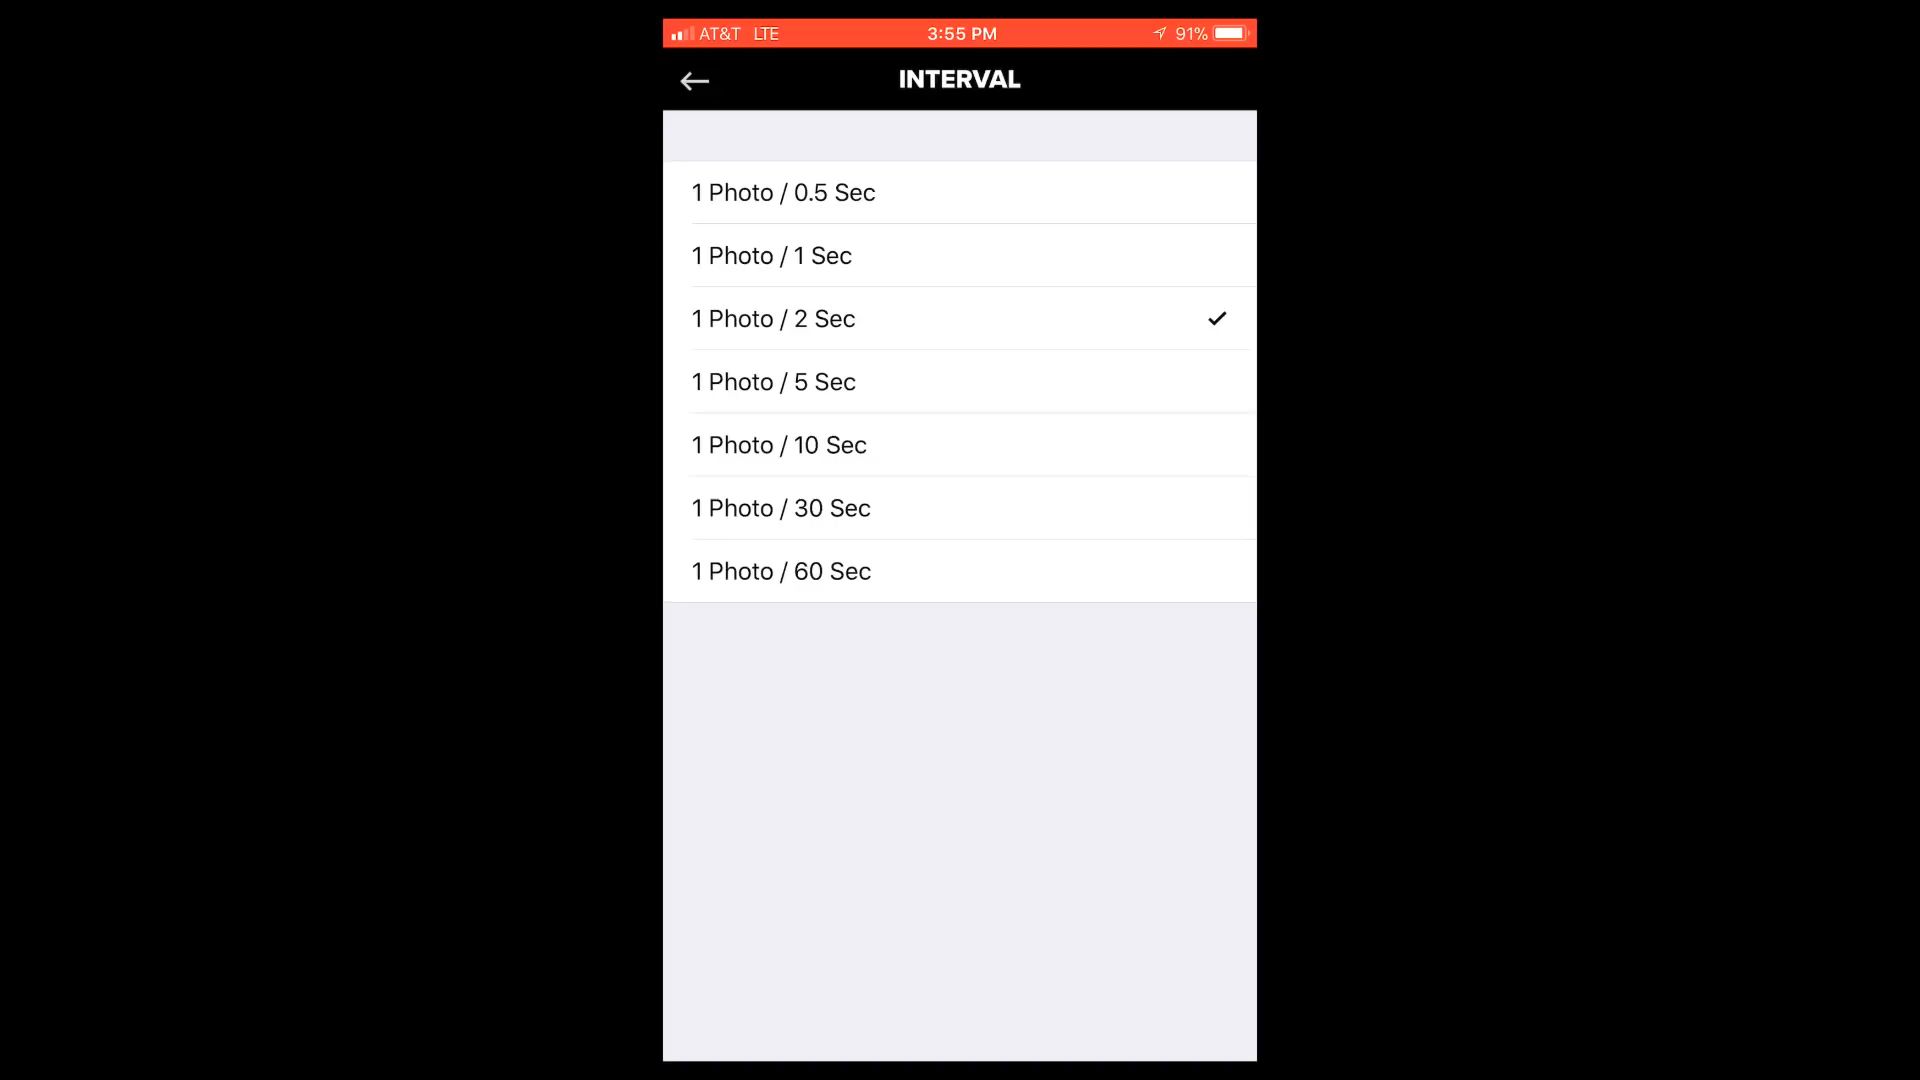 AT&T LTE 3:55 PM 91%
INTERVAL
1 Photo / 0.5 Sec
1 Photo / 1 Sec
1 Photo / 2 Sec
1 Photo / 5 Sec
1 Photo / 10 Sec
1 Photo / 30 Sec
1 Photo / 60 Sec